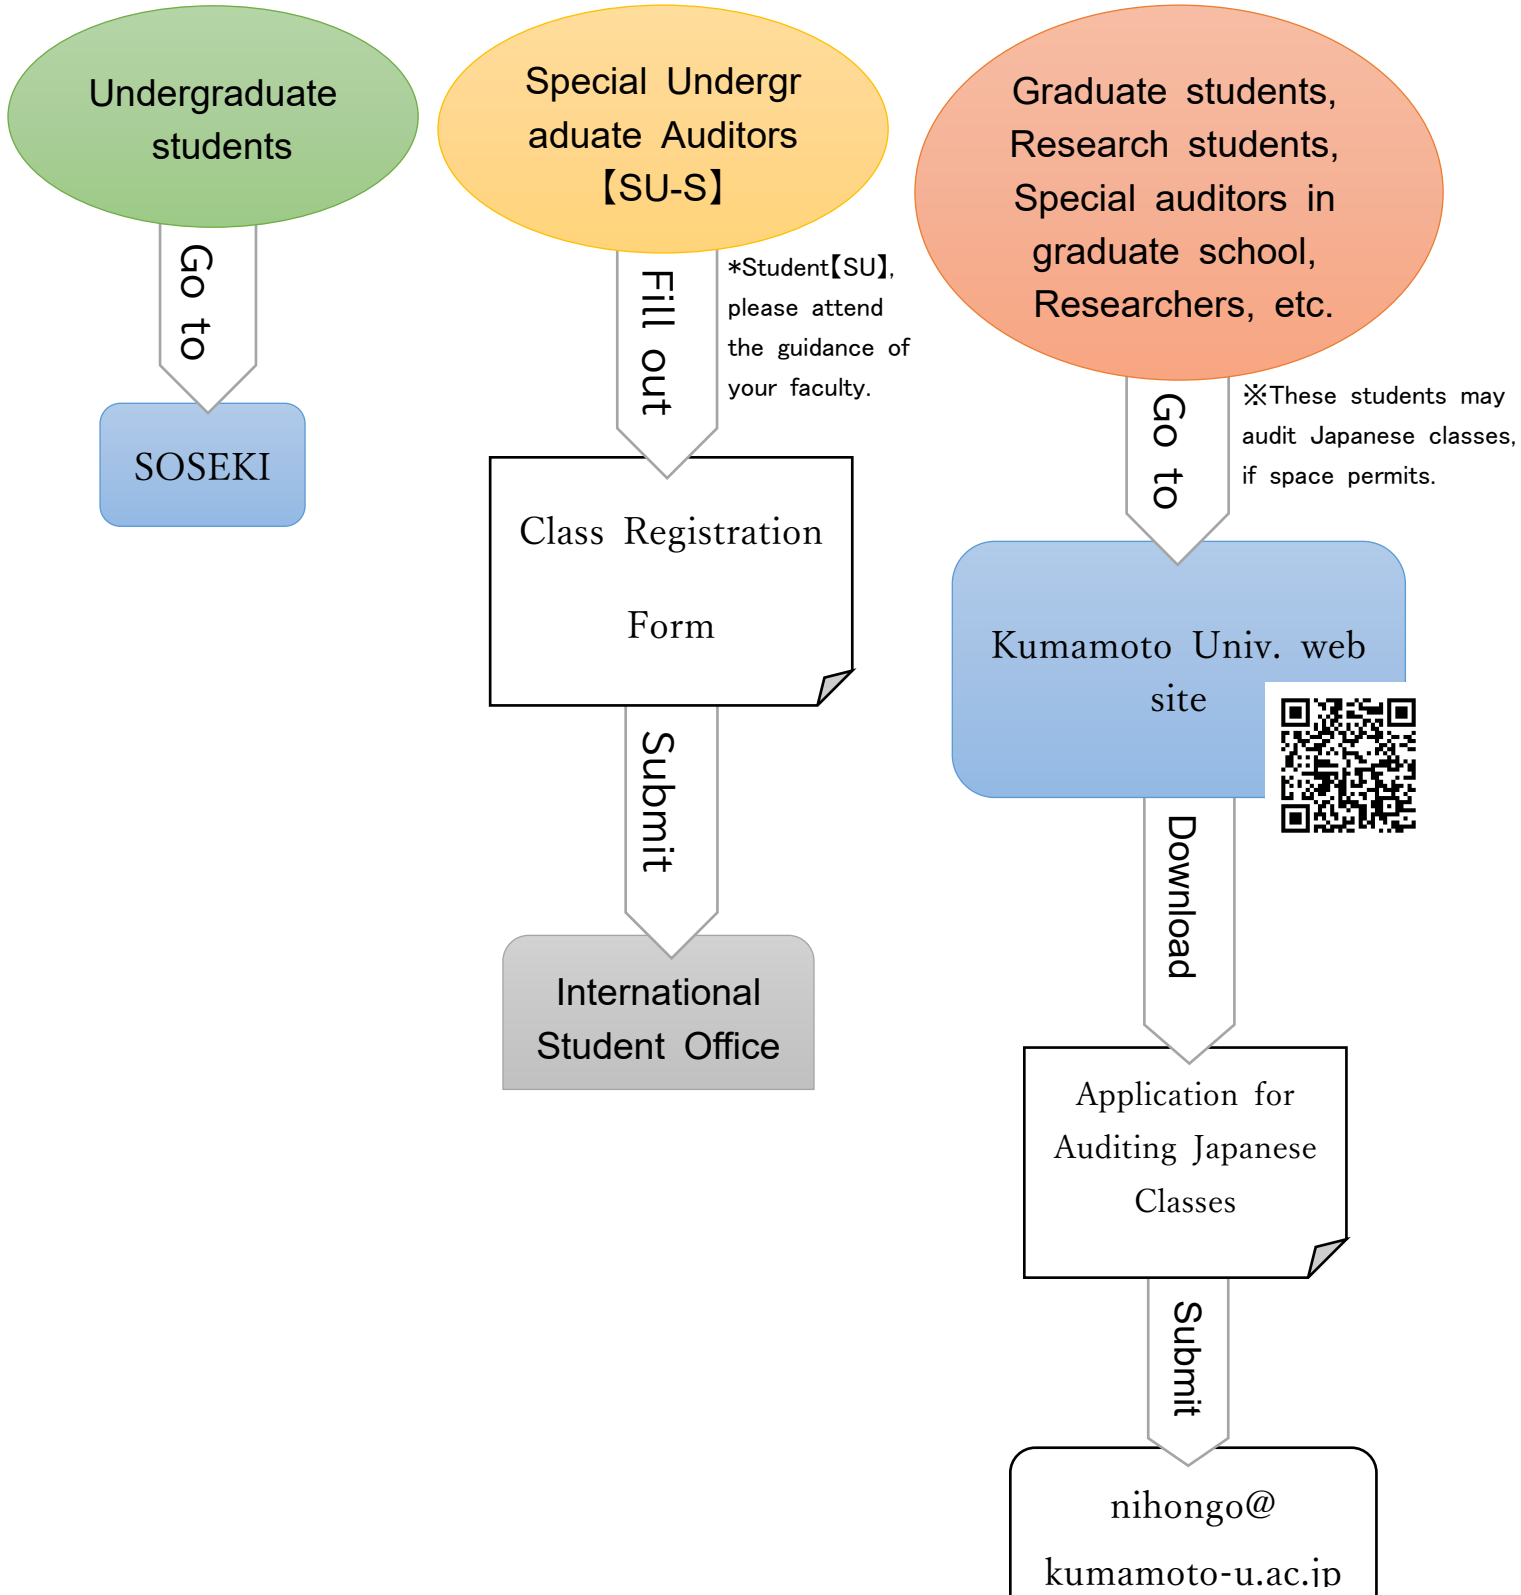 Undergraduate
students
Go to
SOSEKI
Special Undergr
aduate Auditors
【SU-S】
Fill out
*Student【SU】,
please attend
the guidance of
your faculty.
Class Registration
Form
Submit
International
Student Office
Graduate students,
Research students,
Special auditors in
graduate school,
Researchers, etc.
Go to
※These students may
audit Japanese classes,
if space permits.
Kumamoto Univ. web
site
Download
Application for
Auditing Japanese
Classes
Submit
nihongo@
kumamoto-u.ac.jp